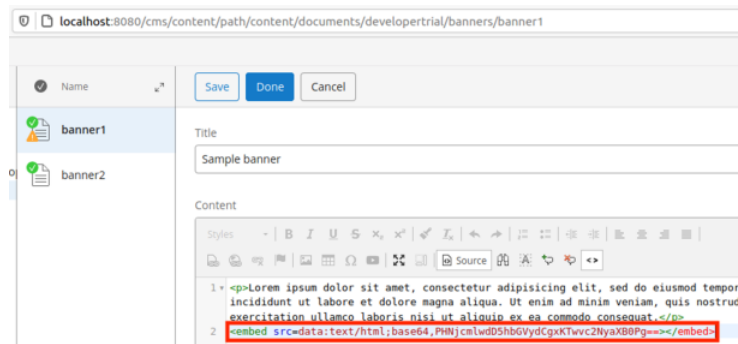 localhost:8080/cms/content/path/content/documents/developertrial/banners/banner1
Name
Save Done Cancel
banner1
Title
Sample banner
banner2
Content
Styles B I U S x₂ x² Ix
Ω Source
1 <p>Lorem ipsum dolor sit amet, consectetur adipisicing elit, sed do eiusmod tempor
incididunt ut labore et dolore magna aliqua. Ut enim ad minim veniam, quis nostrud
exercitation ullamco laboris nisi ut aliquip ex ea commodo consequat.</p>
2 <embed src=data:text/html;base64,PHNjcmlwdD5hbGVydCgxKTwvc2NyaXB0Pg==></embed>